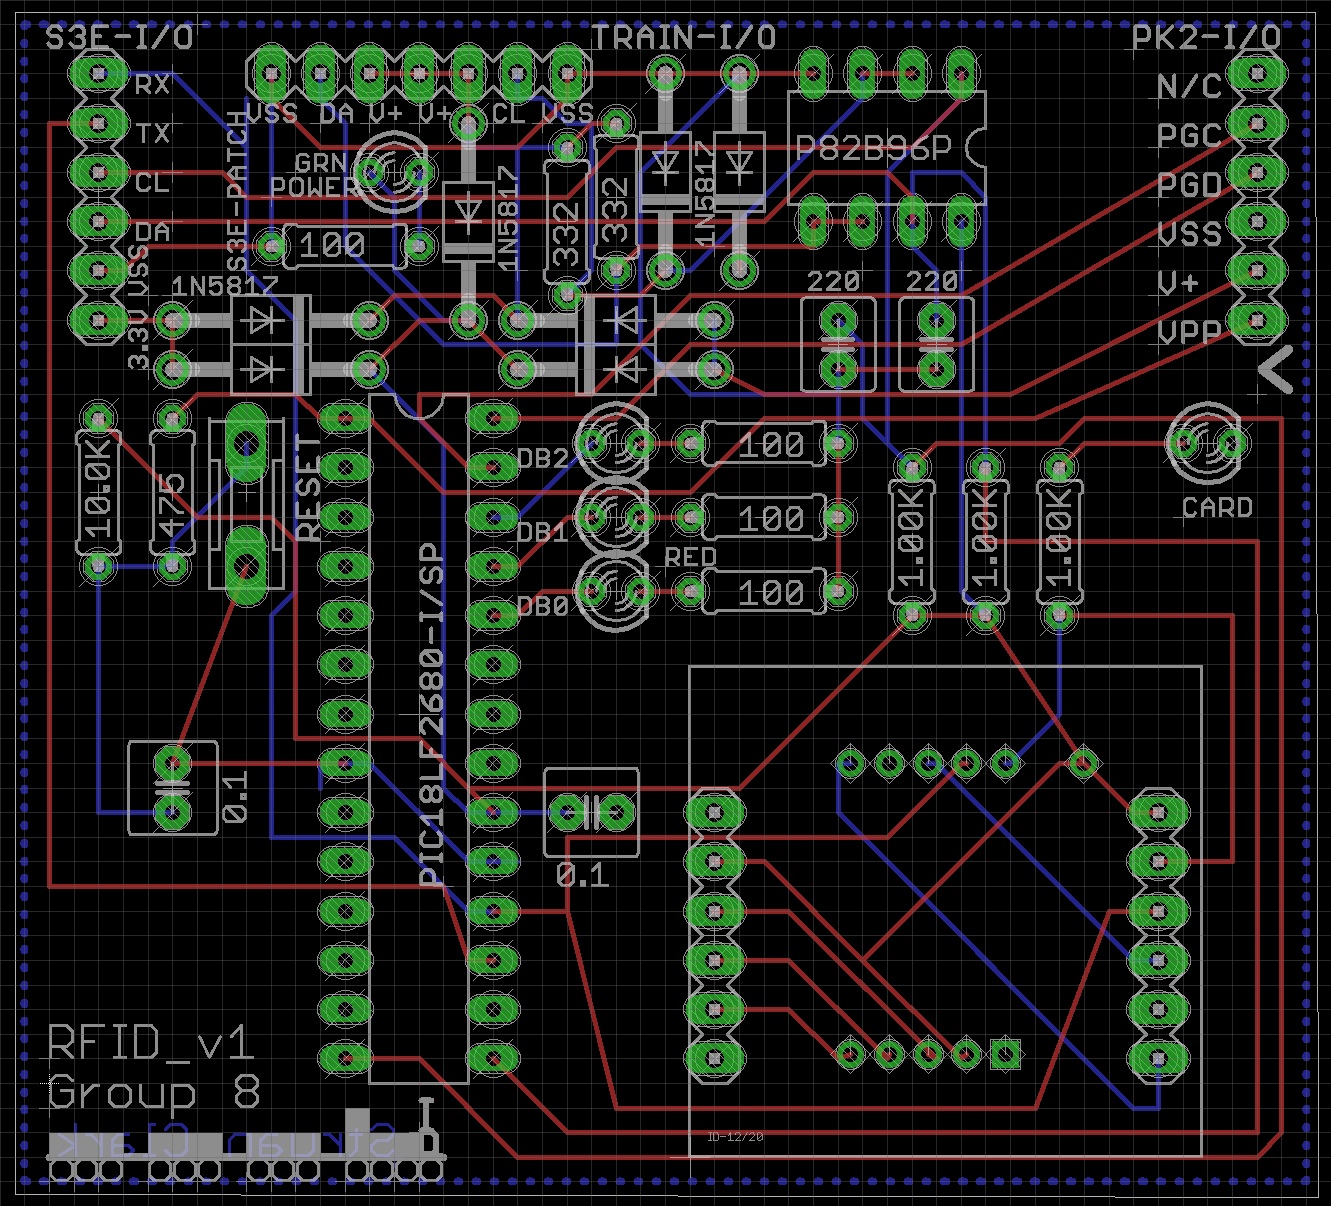 S3E-I/O
TRAIN-I/O
PK2-I/O
RX
TX
CL
DA
VSS
3.3V
S3E-PATCH
VSS DA V+ V+ CL VSS
GRN
POWER
100
1N5817
332
332
1N5817
P82B96P
N/C
PGC
PGD
VSS
V+
VPP
<
1N5817
220
220
10.0K
475
RESET
DB2
DB1
DB0
RED
100
100
100
1.00K
1.00K
1.00K
CARD
PIC18LF2680-I/SP
0.1
0.1
RFID_v1
Group 8
Stuart Clark
ID-12/20